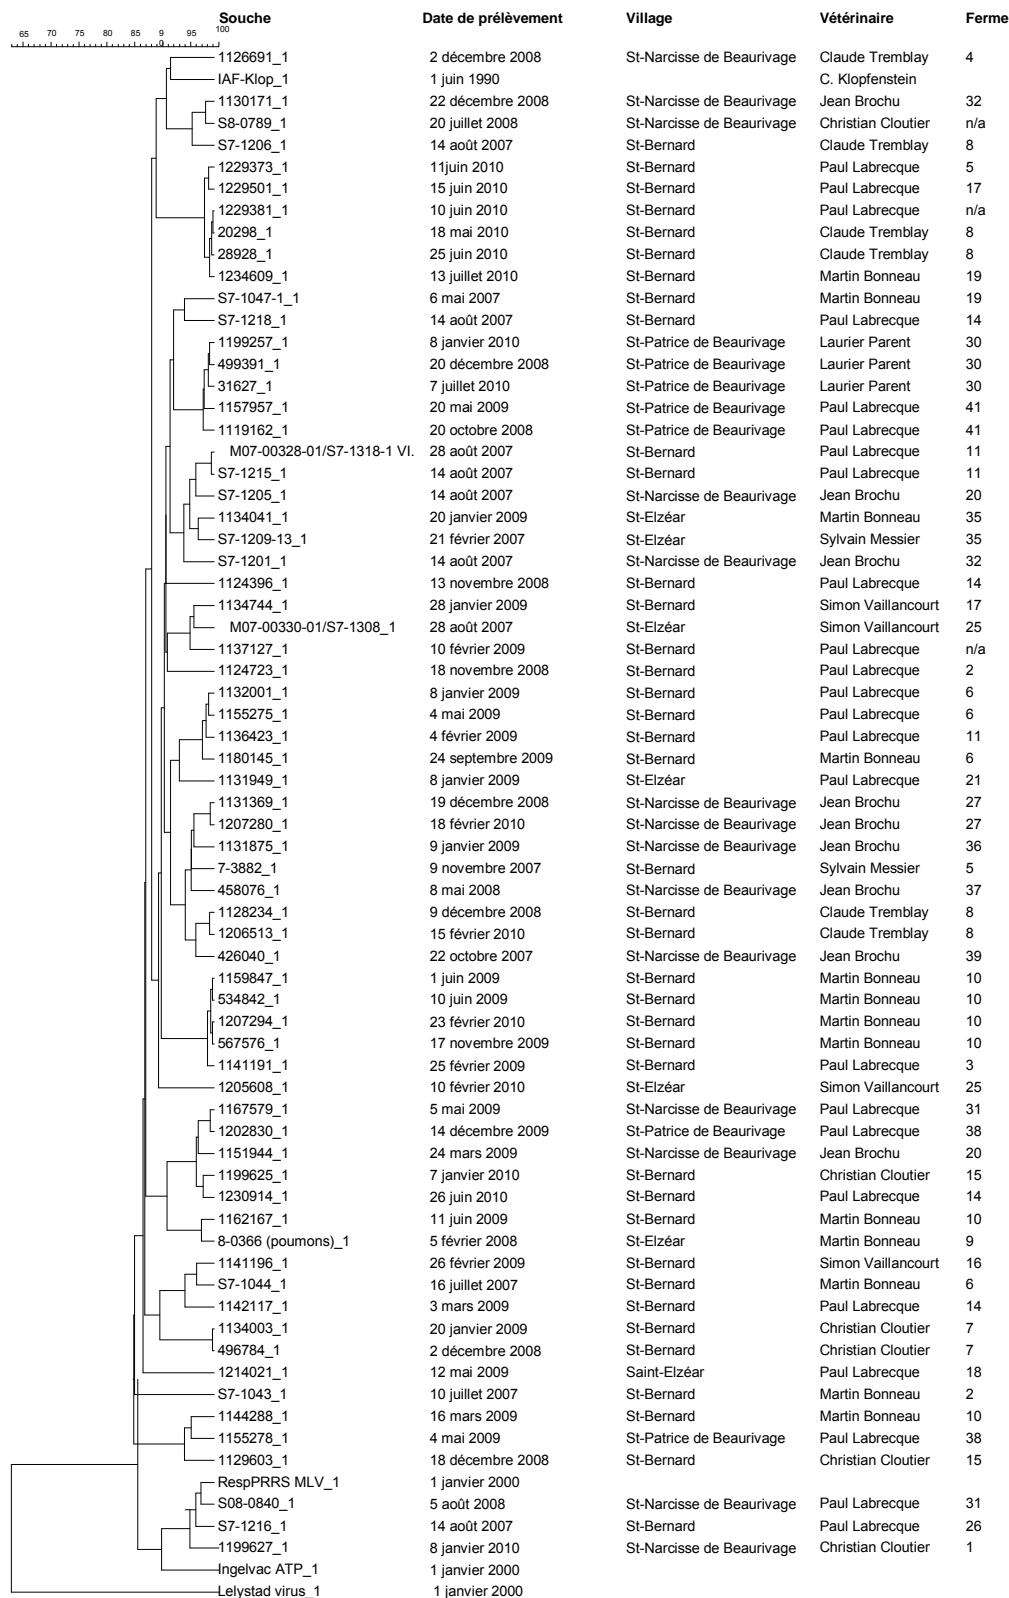 Souche Date de prélèvement Village Vétérinaire Ferme
65 70 75 80 85 90 95 100
1126691_1 2 décembre 2008 St-Narcisse de Beaurivage Claude Tremblay 4
IAF-Klop_1 1 juin 1990 C. Klopfenstein
1130171_1 22 décembre 2008 St-Narcisse de Beaurivage Jean Brochu 32
S8-0789_1 20 juillet 2008 St-Narcisse de Beaurivage Christian Cloutier n/a
S7-1206_1 14 août 2007 St-Bernard Claude Tremblay 8
1229373_1 11juin 2010 St-Bernard Paul Labrecque 5
1229501_1 15 juin 2010 St-Bernard Paul Labrecque 17
1229381_1 10 juin 2010 St-Bernard Paul Labrecque n/a
20298_1 18 mai 2010 St-Bernard Claude Tremblay 8
28928_1 25 juin 2010 St-Bernard Claude Tremblay 8
1234609_1 13 juillet 2010 St-Bernard Martin Bonneau 19
S7-1047-1_1 6 mai 2007 St-Bernard Martin Bonneau 19
S7-1218_1 14 août 2007 St-Bernard Paul Labrecque 14
1199257_1 8 janvier 2010 St-Patrice de Beaurivage Laurier Parent 30
499391_1 20 décembre 2008 St-Patrice de Beaurivage Laurier Parent 30
31627_1 7 juillet 2010 St-Patrice de Beaurivage Laurier Parent 30
1157957_1 20 mai 2009 St-Patrice de Beaurivage Paul Labrecque 41
1119162_1 20 octobre 2008 St-Patrice de Beaurivage Paul Labrecque 41
M07-00328-01/S7-1318-1 VI. 28 août 2007 St-Bernard Paul Labrecque 11
S7-1215_1 14 août 2007 St-Bernard Paul Labrecque 11
S7-1205_1 14 août 2007 St-Narcisse de Beaurivage Jean Brochu 20
1134041_1 20 janvier 2009 St-Elzéar Martin Bonneau 35
S7-1209-13_1 21 février 2007 St-Elzéar Sylvain Messier 35
S7-1201_1 14 août 2007 St-Narcisse de Beaurivage Jean Brochu 32
1124396_1 13 novembre 2008 St-Bernard Paul Labrecque 14
1134744_1 28 janvier 2009 St-Bernard Simon Vaillancourt 17
M07-00330-01/S7-1308_1 28 août 2007 St-Elzéar Simon Vaillancourt 25
1137127_1 10 février 2009 St-Bernard Paul Labrecque n/a
1124723_1 18 novembre 2008 St-Bernard Paul Labrecque 2
1132001_1 8 janvier 2009 St-Bernard Paul Labrecque 6
1155275_1 4 mai 2009 St-Bernard Paul Labrecque 6
1136423_1 4 février 2009 St-Bernard Paul Labrecque 11
1180145_1 24 septembre 2009 St-Bernard Martin Bonneau 6
1131949_1 8 janvier 2009 St-Elzéar Paul Labrecque 21
1131369_1 19 décembre 2008 St-Narcisse de Beaurivage Jean Brochu 27
1207280_1 18 février 2010 St-Narcisse de Beaurivage Jean Brochu 27
1131875_1 9 janvier 2009 St-Narcisse de Beaurivage Jean Brochu 36
7-3882_1 9 novembre 2007 St-Bernard Sylvain Messier 5
458076_1 8 mai 2008 St-Narcisse de Beaurivage Jean Brochu 37
1128234_1 9 décembre 2008 St-Bernard Claude Tremblay 8
1206513_1 15 février 2010 St-Bernard Claude Tremblay 8
426040_1 22 octobre 2007 St-Narcisse de Beaurivage Jean Brochu 39
1159847_1 1 juin 2009 St-Bernard Martin Bonneau 10
534842_1 10 juin 2009 St-Bernard Martin Bonneau 10
1207294_1 23 février 2010 St-Bernard Martin Bonneau 10
567576_1 17 novembre 2009 St-Bernard Martin Bonneau 10
1141191_1 25 février 2009 St-Bernard Paul Labrecque 3
1205608_1 10 février 2010 St-Elzéar Simon Vaillancourt 25
1167579_1 5 mai 2009 St-Narcisse de Beaurivage Paul Labrecque 31
1202830_1 14 décembre 2009 St-Patrice de Beaurivage Paul Labrecque 38
1151944_1 24 mars 2009 St-Narcisse de Beaurivage Jean Brochu 20
1199625_1 7 janvier 2010 St-Bernard Christian Cloutier 15
1230914_1 26 juin 2010 St-Bernard Paul Labrecque 14
1162167_1 11 juin 2009 St-Bernard Martin Bonneau 10
8-0366 (poumons)_1 5 février 2008 St-Elzéar Martin Bonneau 9
1141196_1 26 février 2009 St-Bernard Simon Vaillancourt 16
S7-1044_1 16 juillet 2007 St-Bernard Martin Bonneau 6
1142117_1 3 mars 2009 St-Bernard Paul Labrecque 14
1134003_1 20 janvier 2009 St-Bernard Christian Cloutier 7
496784_1 2 décembre 2008 St-Bernard Christian Cloutier 7
1214021_1 12 mai 2009 Saint-Elzéar Paul Labrecque 18
S7-1043_1 10 juillet 2007 St-Bernard Martin Bonneau 2
1144288_1 16 mars 2009 St-Bernard Martin Bonneau 10
1155278_1 4 mai 2009 St-Patrice de Beaurivage Paul Labrecque 38
1129603_1 18 décembre 2008 St-Bernard Christian Cloutier 15
RespPRRS MLV_1 1 janvier 2000
S08-0840_1 5 août 2008 St-Narcisse de Beaurivage Paul Labrecque 31
S7-1216_1 14 août 2007 St-Bernard Paul Labrecque 26
1199627_1 8 janvier 2010 St-Narcisse de Beaurivage Christian Cloutier 1
Ingelvac ATP_1 1 janvier 2000
Lelystad virus_1 1 janvier 2000